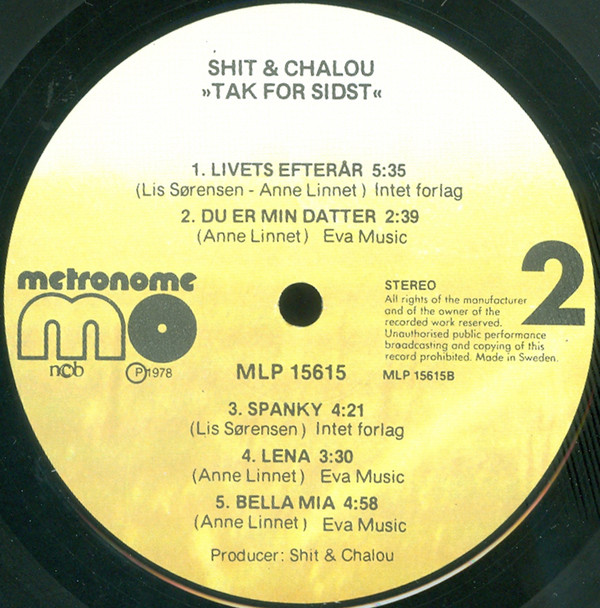 SHIT & CHALOU
»TAK FOR SIDST«
1. LIVETS EFTERÅR 5:35
(Lis Sørensen - Anne Linnet) Intet forlag
2. DU ER MIN DATTER 2:39
(Anne Linnet) Eva Music
metronome
mo
ncb
P 1978
MLP 15615
STEREO
All rights of the manufacturer
and of the owner of the
recorded work reserved.
Unauthorised public performance
broadcasting and copying of this
record prohibited. Made in Sweden.
MLP 15615B
2
3. SPANKY 4:21
(Lis Sørensen) Intet forlag
4. LENA 3:30
(Anne Linnet) Eva Music
5. BELLA MIA 4:58
(Anne Linnet) Eva Music
Producer: Shit & Chalou